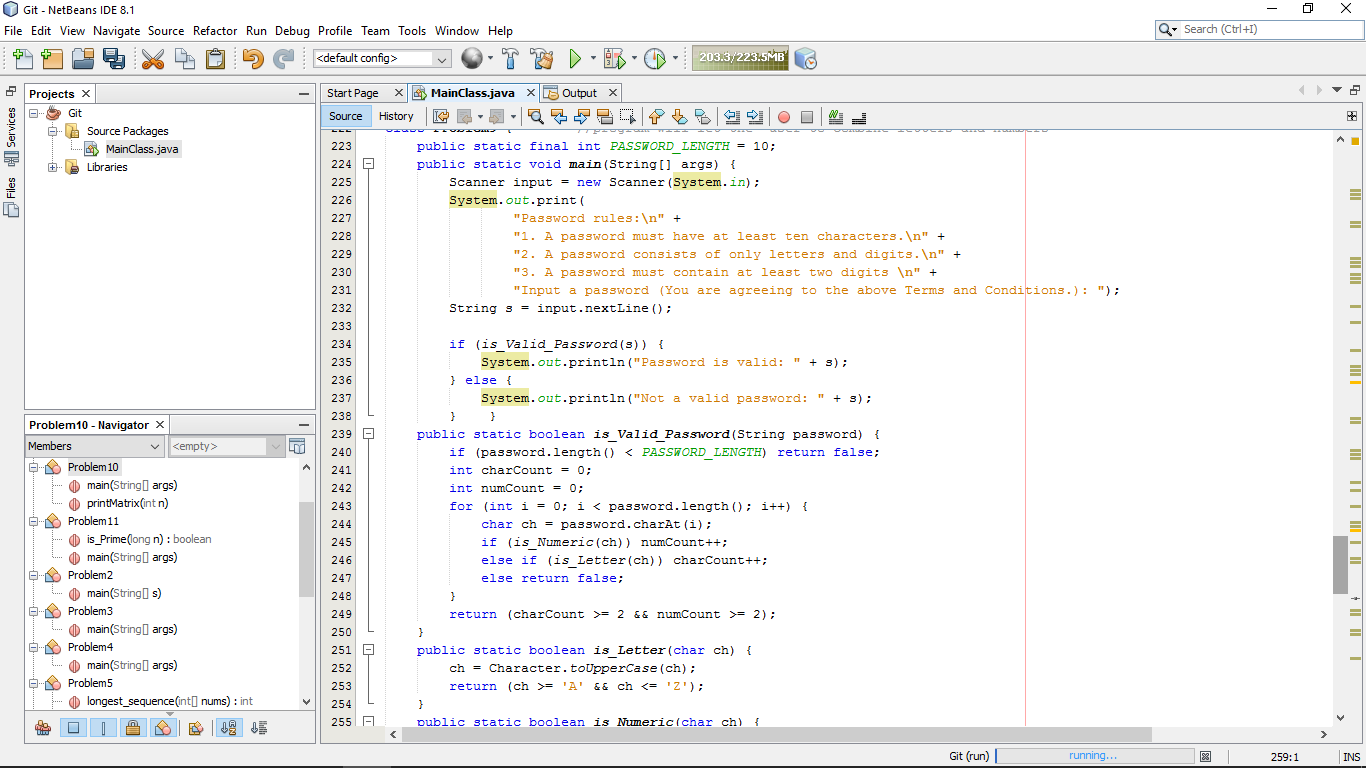 Git - NetBeans IDE 8.1
File Edit View Navigate Source Refactor Run Debug Profile Team Tools Window Help
Search (Ctrl+I)
<default config>
203.3/223.5MB
Services
Files
Projects
Git
Source Packages
MainClass.java
Libraries
Problem10 - Navigator
Members
<empty>
Problem10
main(String[] args)
printMatrix(int n)
Problem11
is_Prime(long n) : boolean
main(String[] args)
Problem2
main(String[] s)
Problem3
main(String[] args)
Problem4
main(String[] args)
Problem5
longest_sequence(int[] nums) : int
Start Page MainClass.java Output
Source History
223 public static final int PASSWORD_LENGTH = 10;
224 public static void main(String[] args) {
225 Scanner input = new Scanner(System.in);
226 System.out.print(
227 "Password rules:\n" +
228 "1. A password must have at least ten characters.\n" +
229 "2. A password consists of only letters and digits.\n" +
230 "3. A password must contain at least two digits \n" +
231 "Input a password (You are agreeing to the above Terms and Conditions.): ");
232 String s = input.nextLine();
233
234 if (is_Valid_Password(s)) {
235 System.out.println("Password is valid: " + s);
236 } else {
237 System.out.println("Not a valid password: " + s);
238 } }
239 public static boolean is_Valid_Password(String password) {
240 if (password.length() < PASSWORD_LENGTH) return false;
241 int charCount = 0;
242 int numCount = 0;
243 for (int i = 0; i < password.length(); i++) {
244 char ch = password.charAt(i);
245 if (is_Numeric(ch)) numCount++;
246 else if (is_Letter(ch)) charCount++;
247 else return false;
248 }
249 return (charCount >= 2 && numCount >= 2);
250 }
251 public static boolean is_Letter(char ch) {
252 ch = Character.toUpperCase(ch);
253 return (ch >= 'A' && ch <= 'Z');
254 }
255 public static boolean is_Numeric(char ch) {
Git (run) running... 259:1 INS